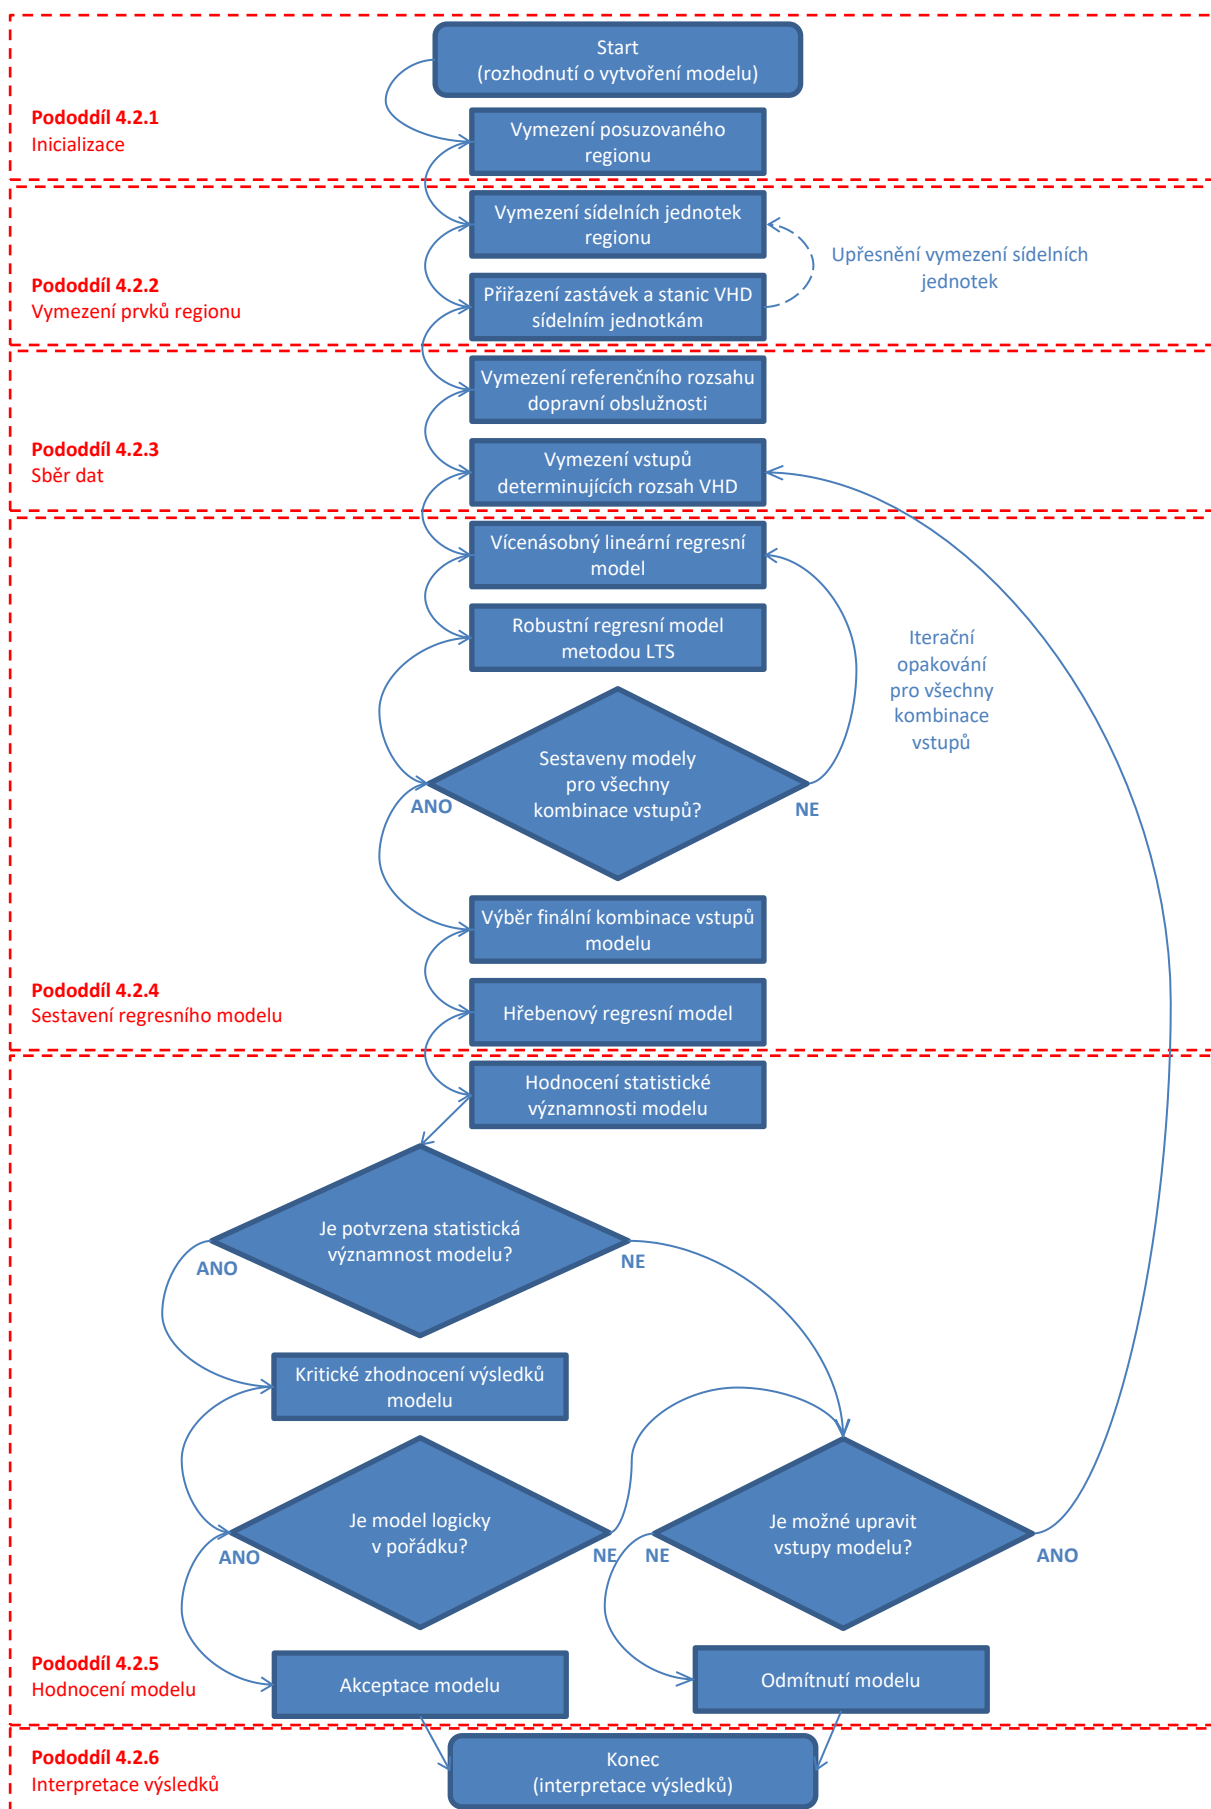 Start
(rozhodnutí o vytvoření modelu)
Pododdíl 4.2.1
Inicializace
Vymezení posuzovaného
regionu
Vymezení sídelních jednotek
regionu
Upřesnění vymezení sídelních
jednotek
Pododdíl 4.2.2
Vymezení prvků regionu
Přiřazení zastávek a stanic VHD
sídelním jednotkám
Vymezení referenčního rozsahu
dopravní obslužnosti
Pododdíl 4.2.3
Sběr dat
Vymezení vstupů
determinujících rozsah VHD
Vícenásobný lineární regresní
model
Robustní regresní model
metodou LTS
Iterační
opakování
pro všechny
kombinace
vstupů
Sestaveny modely
pro všechny
kombinace vstupů?
ANO
NE
Výběr finální kombinace vstupů
modelu
Pododdíl 4.2.4
Sestavení regresního modelu
Hřebenový regresní model
Hodnocení statistické
významnosti modelu
Je potvrzena statistická
významnost modelu?
ANO
NE
Kritické zhodnocení výsledků
modelu
Je model logicky
v pořádku?
ANO
NE
Je možné upravit
vstupy modelu?
NE
ANO
Pododdíl 4.2.5
Hodnocení modelu
Akceptace modelu
Odmítnutí modelu
Pododdíl 4.2.6
Interpretace výsledků
Konec
(interpretace výsledků)